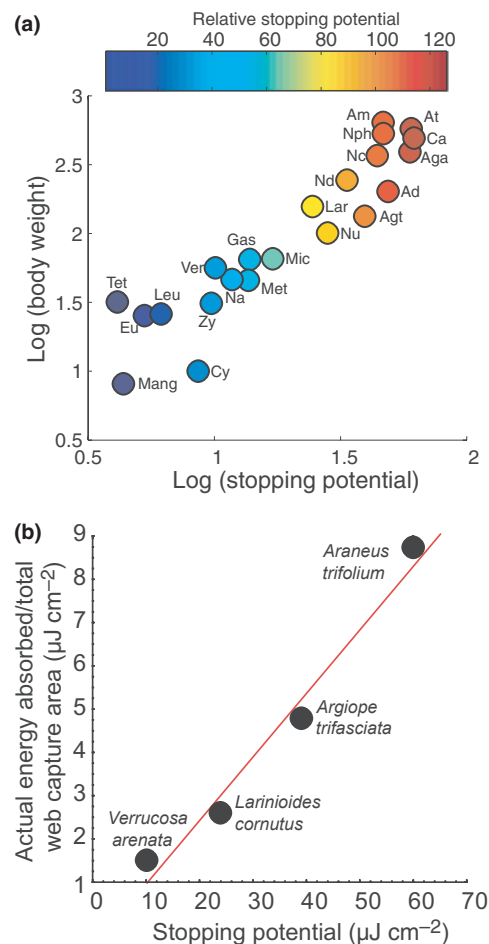 (a)
Relative stopping potential
20 40 60 80 100 120
3
2.5
2
1.5
1
0.5
Log (body weight)
Am
At
Nph
Ca
Nc
Aga
Nd
Ad
Lar
Agt
Nu
Gas
Mic
Ver
Na
Met
Tet
Leu
Eu
Zy
Mang
Cy
0.5 1 1.5 2
Log (stopping potential)
(b)
9
8
7
6
5
4
3
2
1
Actual energy absorbed/total
web capture area (μJ cm–2)
Araneus
trifolium
Argiope
trifasciata
Verrucosa
arenata
Larinioides
cornutus
0 10 20 30 40 50 60 70
Stopping potential (μJ cm–2)